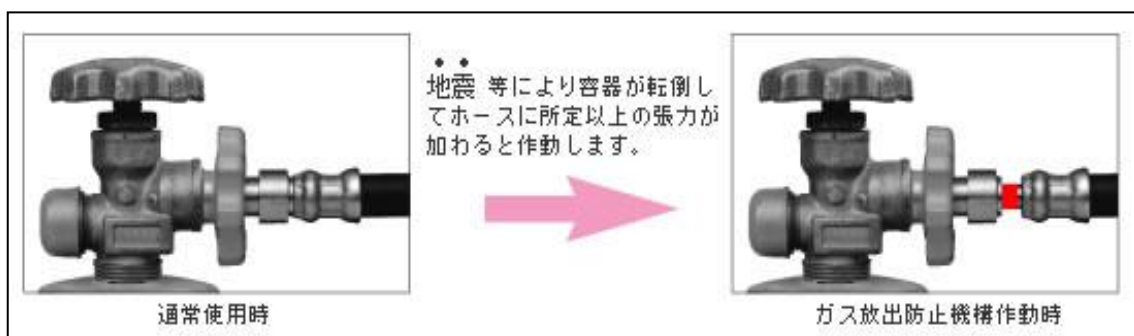 地震 等により容器が転倒し
てホースに所定以上の張力が
加わると作動します。
通常使用時
ガス放出防止機構作動時